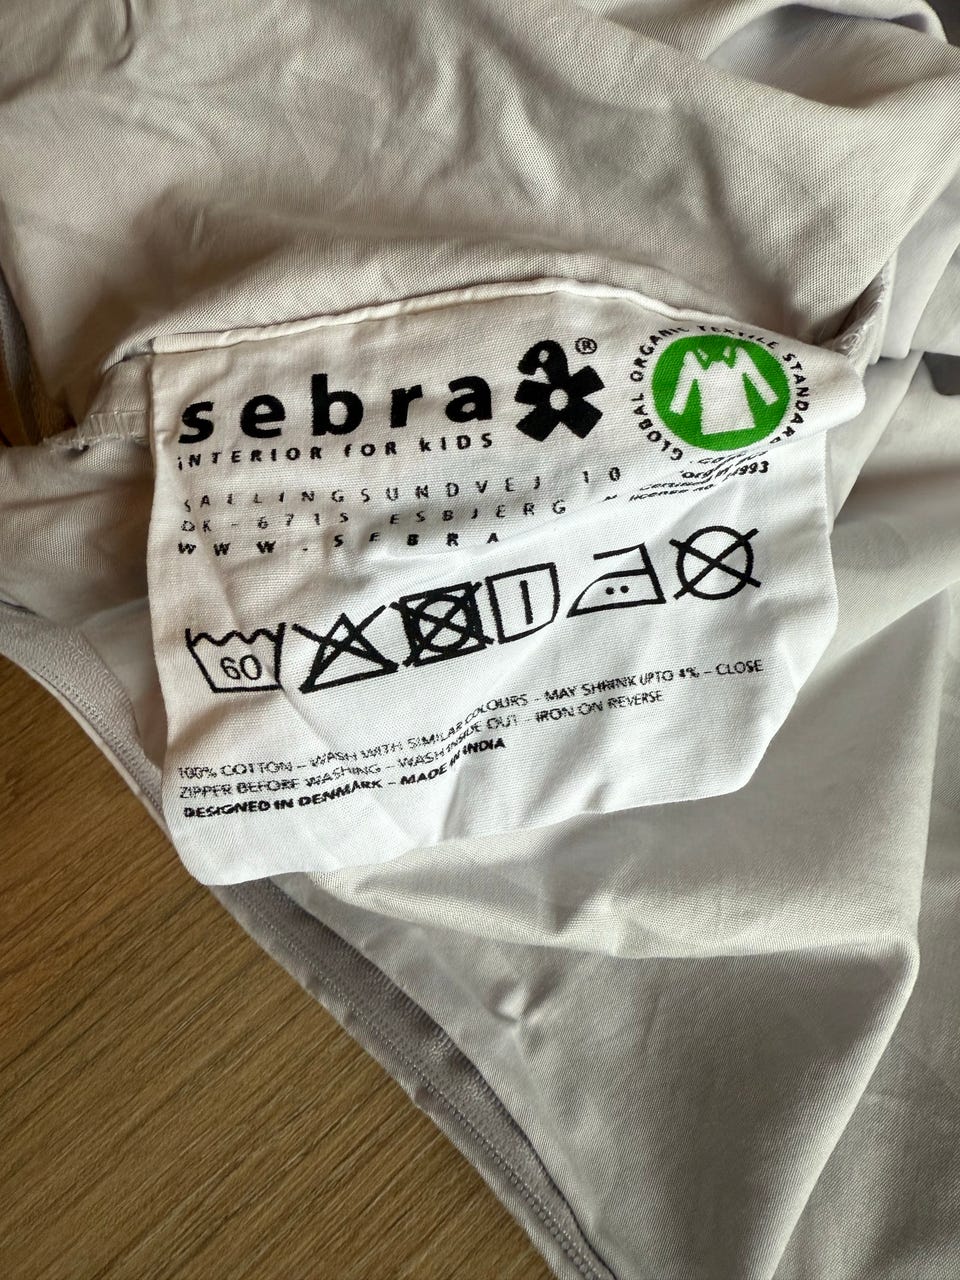 sebra ®
INTERIOR FOR KIDS
GLOBAL ORGANIC TEXTILE STANDARD
SALLINGSUNDVEJ 10
DK-6715 ESBJERG N
license no.
WWW.SEBRA
60
100% COTTON - WASH WITH SIMILAR COLOURS - MAY SHRINK UPTO 4% - CLOSE
ZIPPER BEFORE WASHING - WASH INSIDE OUT - IRON ON REVERSE
DESIGNED IN DENMARK - MADE IN INDIA